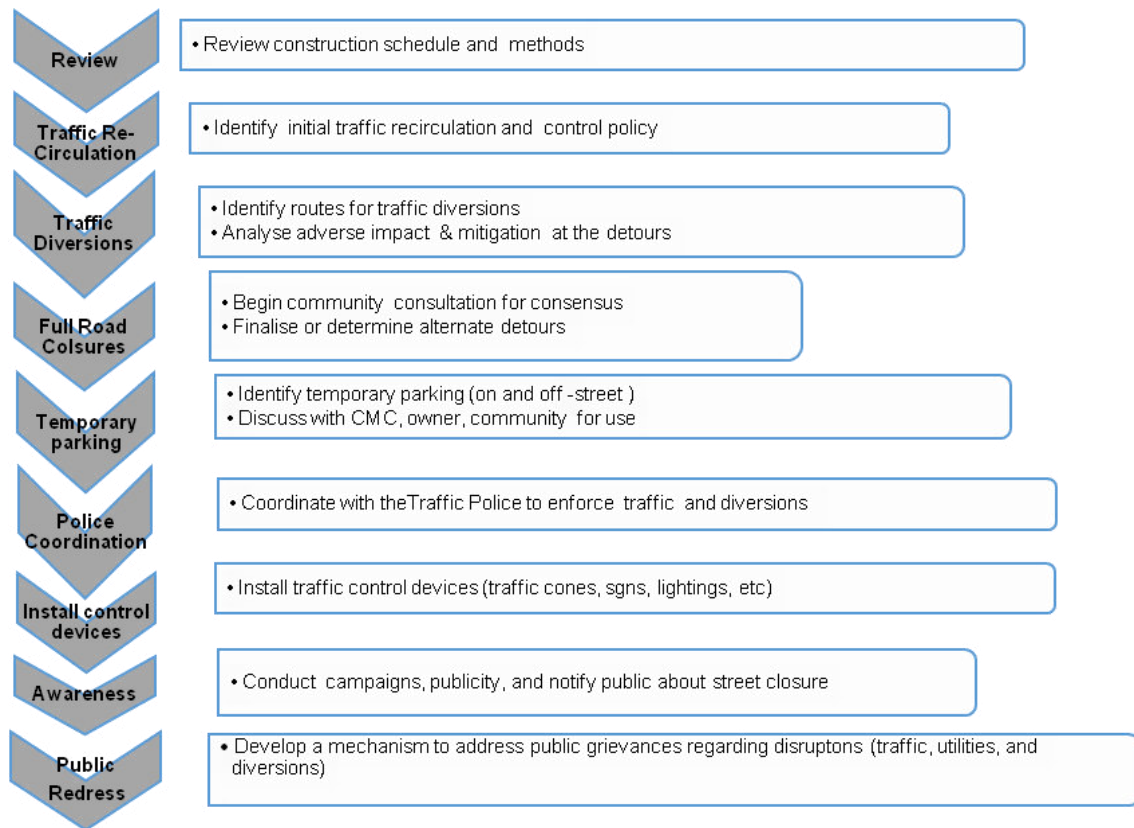 Review
• Review construction schedule and methods
Traffic Re-
Circulation
• Identify initial traffic recirculation and control policy
Traffic
Diversions
• Identify routes for traffic diversions
• Analyse adverse impact & mitigation at the detours
Full Road
Colsures
• Begin community consultation for consensus
• Finalise or determine alternate detours
Temporary
parking
• Identify temporary parking (on and off -street )
• Discuss with CMC, owner, community for use
Police
Coordination
• Coordinate with theTraffic Police to enforce traffic and diversions
Install control
devices
• Install traffic control devices (traffic cones, sgns, lightings, etc)
Awareness
• Conduct campaigns, publicity, and notify public about street closure
Public
Redress
• Develop a mechanism to address public grievances regarding disruptons (traffic, utilities, and
diversions)